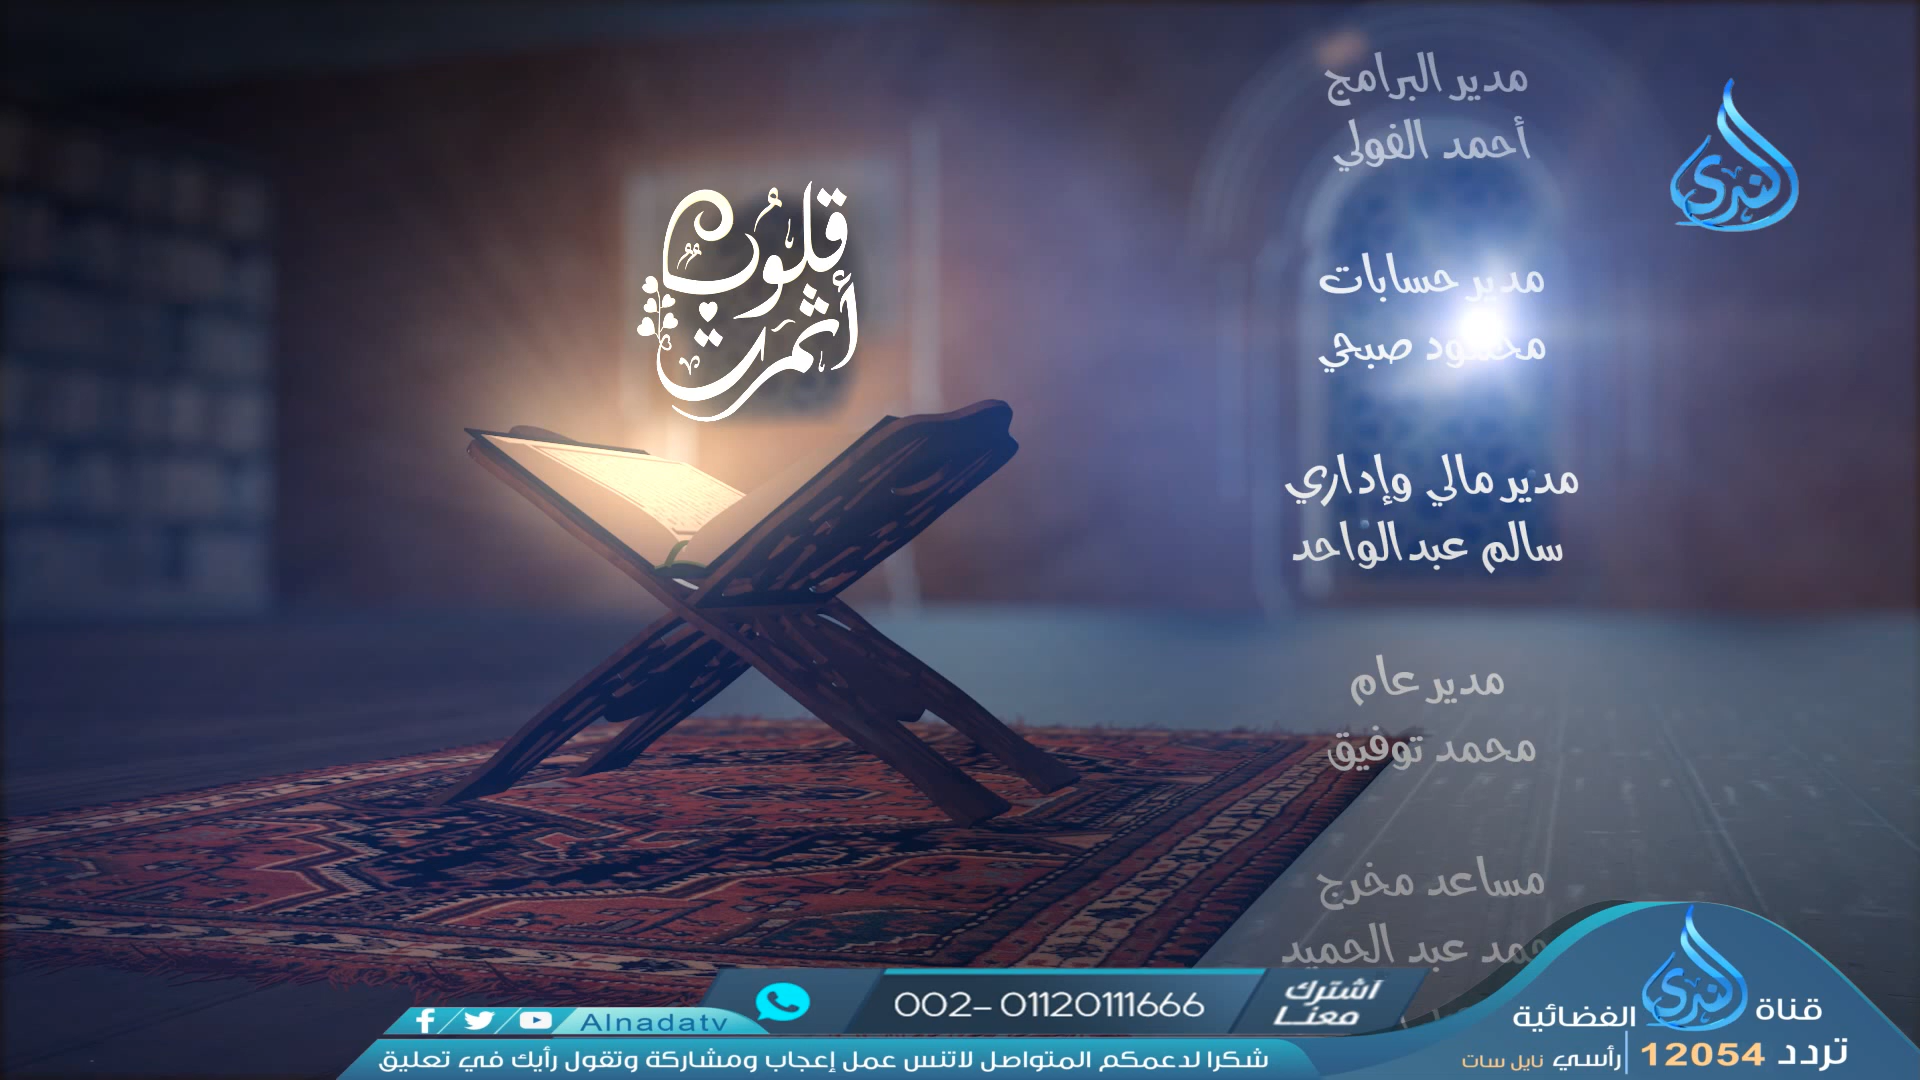 قلوب
أثمرت
مدير البرامج
أحمد الفولي
مدير حسابات
محمود صبحي
مدير مالي وإداري
سالم عبدالواحد
مدير عام
محمد توفيق
مساعد مخرج
عبد الحميد
الندى
اشترك
معنا
002- 01120111666
Alnadatv
شكرا لدعمكم المتواصل لاتنس عمل إعجاب ومشاركة وتقول رأيك في تعليق
قناة الندى الفضائية
تردد 12054 رأسي نايل سات